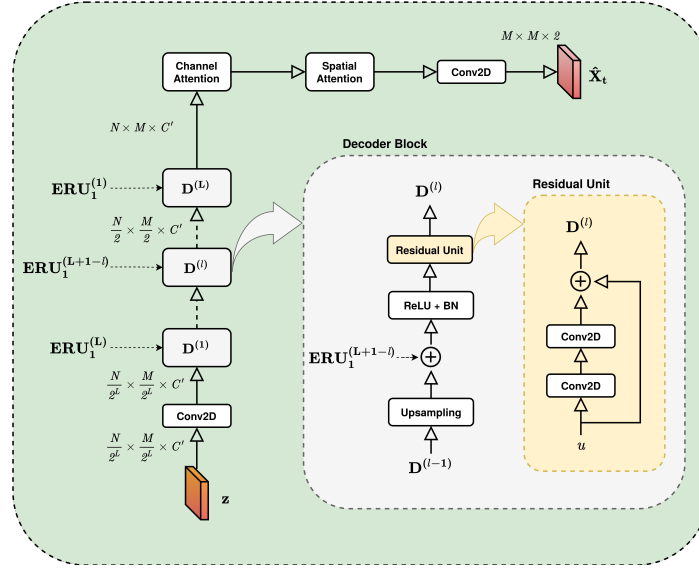 M × M × 2
Channel
Attention
Spatial
Attention
Conv2D
X̂ₜ
N × M × C′
Decoder Block
ERU₁^(1)
D^(L)
N/2 × M/2 × C′
ERU₁^(L+1−l)
D^(l)
ERU₁^(L)
D^(1)
N/2^L × M/2^L × C′
Conv2D
N/2^L × M/2^L × C′
z
D^(l)
Residual Unit
ReLU + BN
ERU₁^(L+1−l)
+
Upsampling
D^(l−1)
Residual Unit
D^(l)
+
Conv2D
Conv2D
u